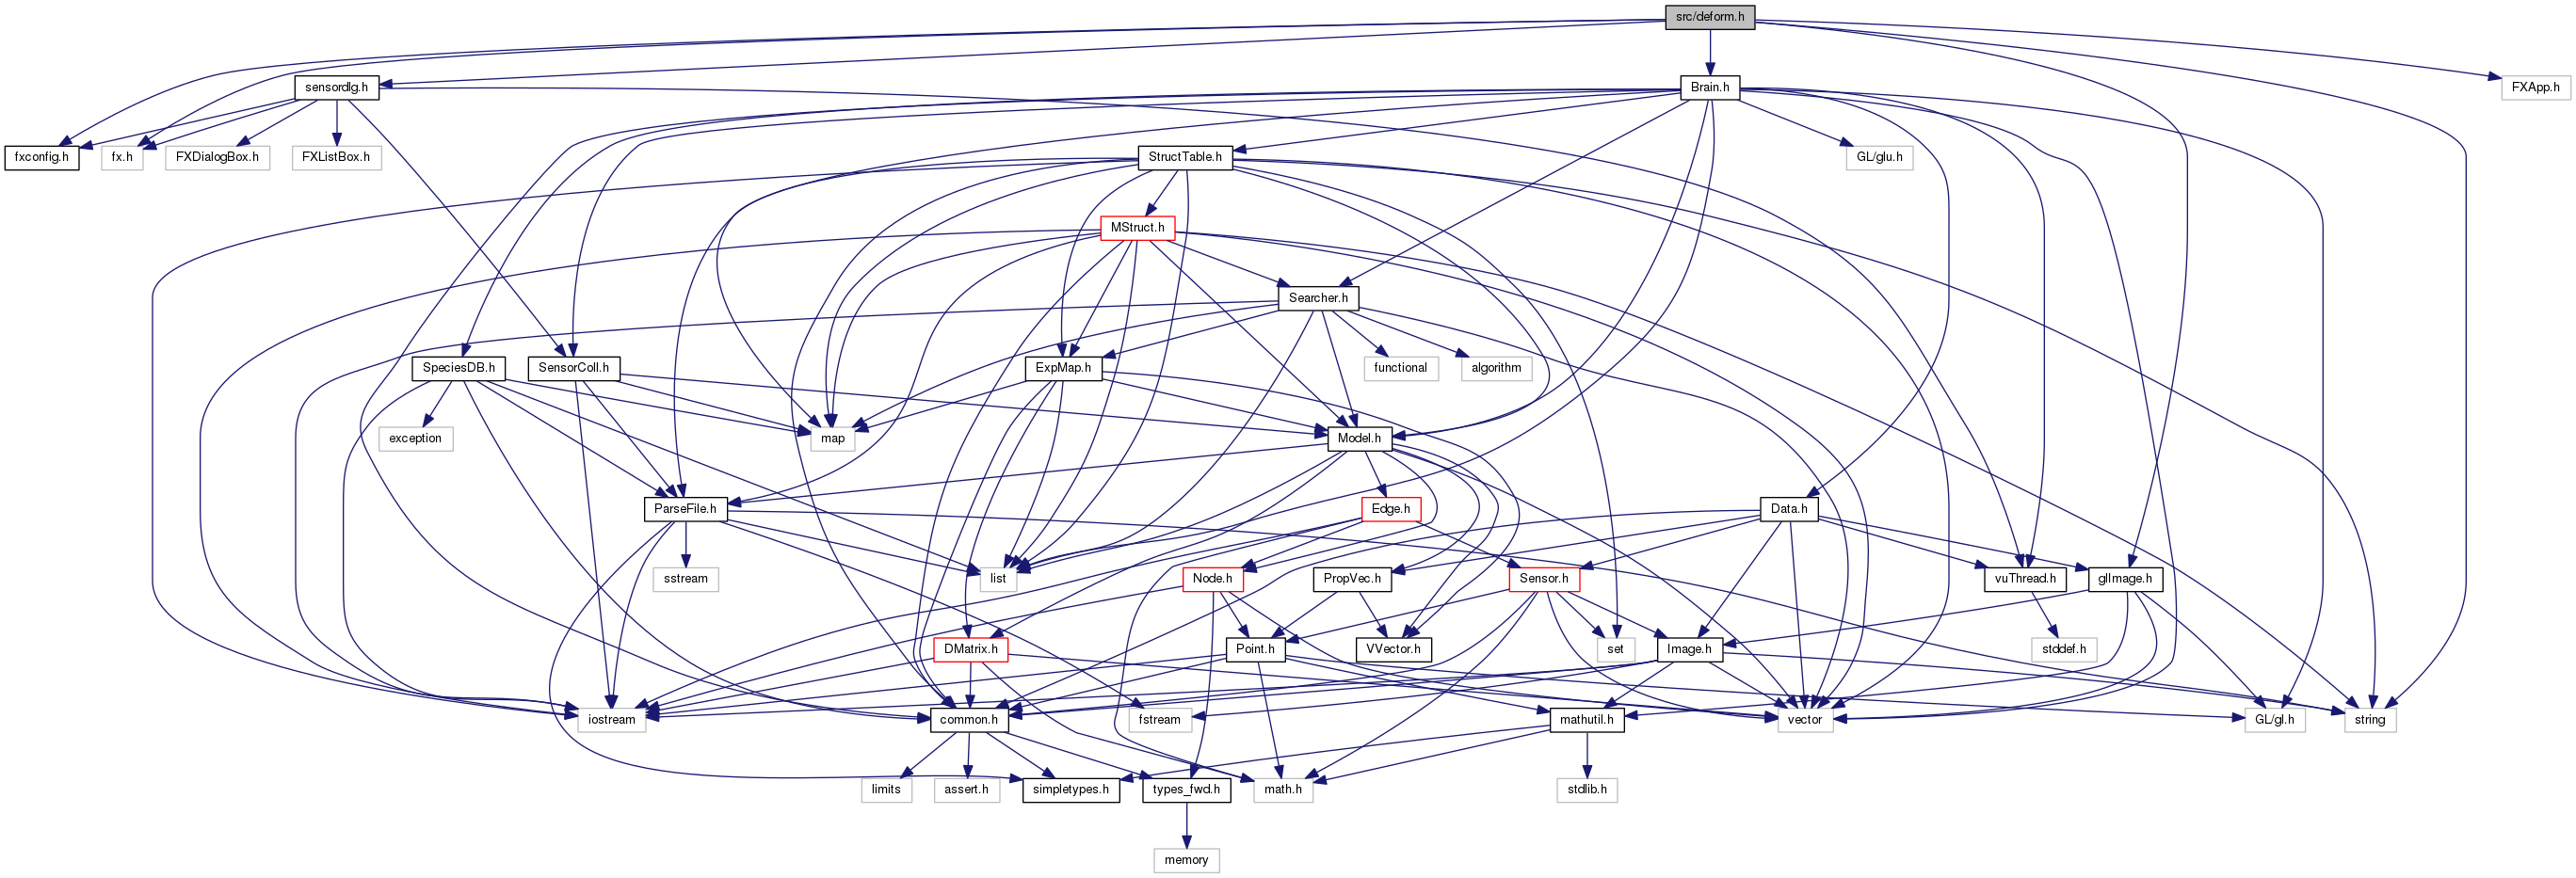 src/deform.h
sensordlg.h
Brain.h
FXApp.h
fxconfig.h
fx.h
FXDialogBox.h
FXListBox.h
StructTable.h
GL/glu.h
MStruct.h
Searcher.h
SpeciesDB.h
SensorColl.h
ExpMap.h
functional
algorithm
exception
map
Model.h
ParseFile.h
Edge.h
Data.h
sstream
list
Node.h
PropVec.h
Sensor.h
vuThread.h
glImage.h
DMatrix.h
Point.h
VVector.h
set
Image.h
stddef.h
iostream
common.h
fstream
mathutil.h
vector
GL/gl.h
string
limits
assert.h
simpletypes.h
types_fwd.h
math.h
stdlib.h
memory